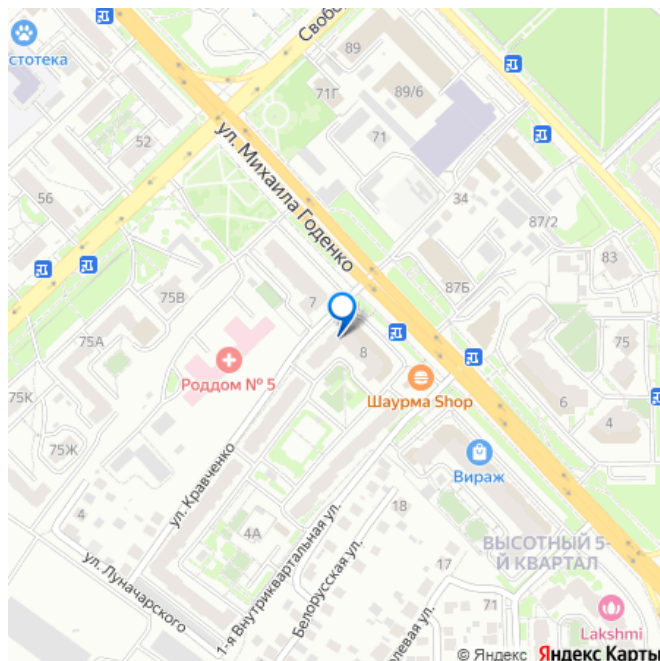 стотека
Своб
89
71Г
89/6
71
52
ул. Михаила Годенко
56
34
87/2
83
75В
7
87Б
75А
8
75
Роддом № 5
Шаурма Shop
75К
6
4
75Ж
Вираж
ул. Кравченко
4
4А
18
1-я Внутриквартальная ул.
ВЫСОТНЫЙ 5-
Й КВАРТАЛ
Белорусская ул.
ул. Луначарского
17
71
левая ул.
Lakshmi
© Яндекс Яндекс Карты